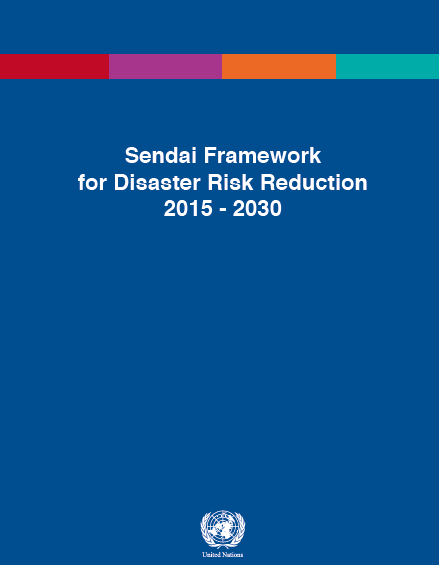 Sendai Framework
for Disaster Risk Reduction
2015 - 2030
United Nations